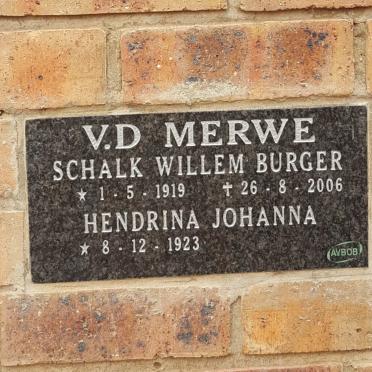 V.D MERWE
SCHALK WILLEM BURGER
* 1 - 5 - 1919 ✝ 26 - 8 - 2006
HENDRINA JOHANNA
* 8 - 12 - 1923
AVBOB